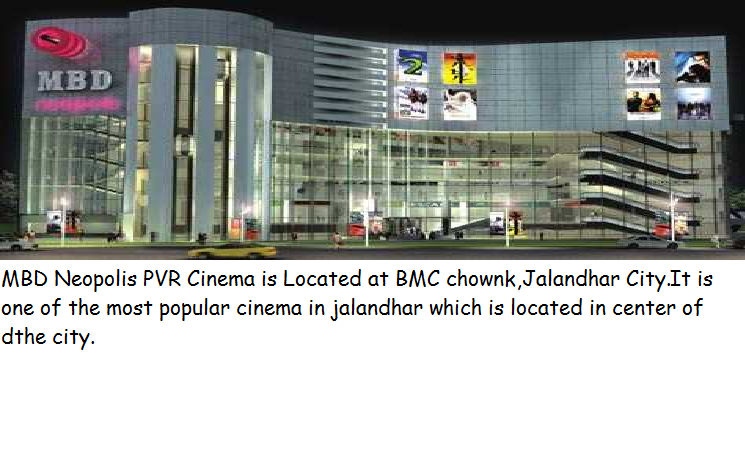 MBD
neopolis
MBD Neopolis PVR Cinema is Located at BMC chownk,Jalandhar City.It is
one of the most popular cinema in jalandhar which is located in center of
dthe city.